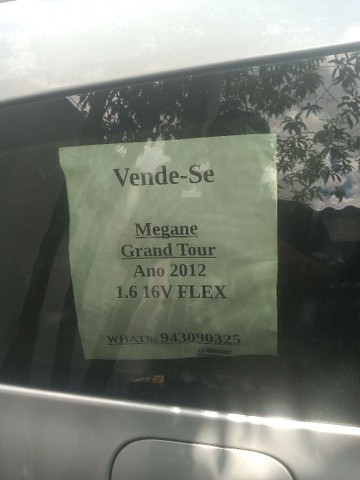 Vende-Se
Megane
Grand Tour
Ano 2012
1.6 16V FLEX
WHATS: 943090325